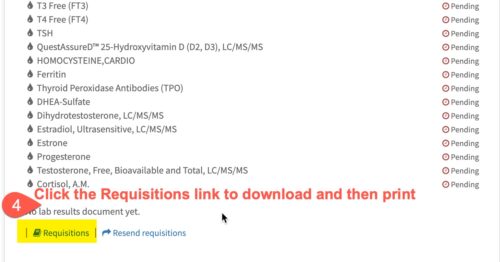 T3 Free (FT3) Pending
T4 Free (FT4) Pending
TSH Pending
QuestAssureD™ 25-Hydroxyvitamin D (D2, D3), LC/MS/MS Pending
HOMOCYSTEINE,CARDIO Pending
Ferritin Pending
Thyroid Peroxidase Antibodies (TPO) Pending
DHEA-Sulfate Pending
Dihydrotestosterone, LC/MS/MS Pending
Estradiol, Ultrasensitive, LC/MS/MS Pending
Estrone Pending
Progesterone Pending
Testosterone, Free, Bioavailable and Total, LC/MS/MS Pending
Cortisol, A.M. Pending
4 Click the Requisitions link to download and then print
No lab results document yet.
| Requisitions | Resend requisitions